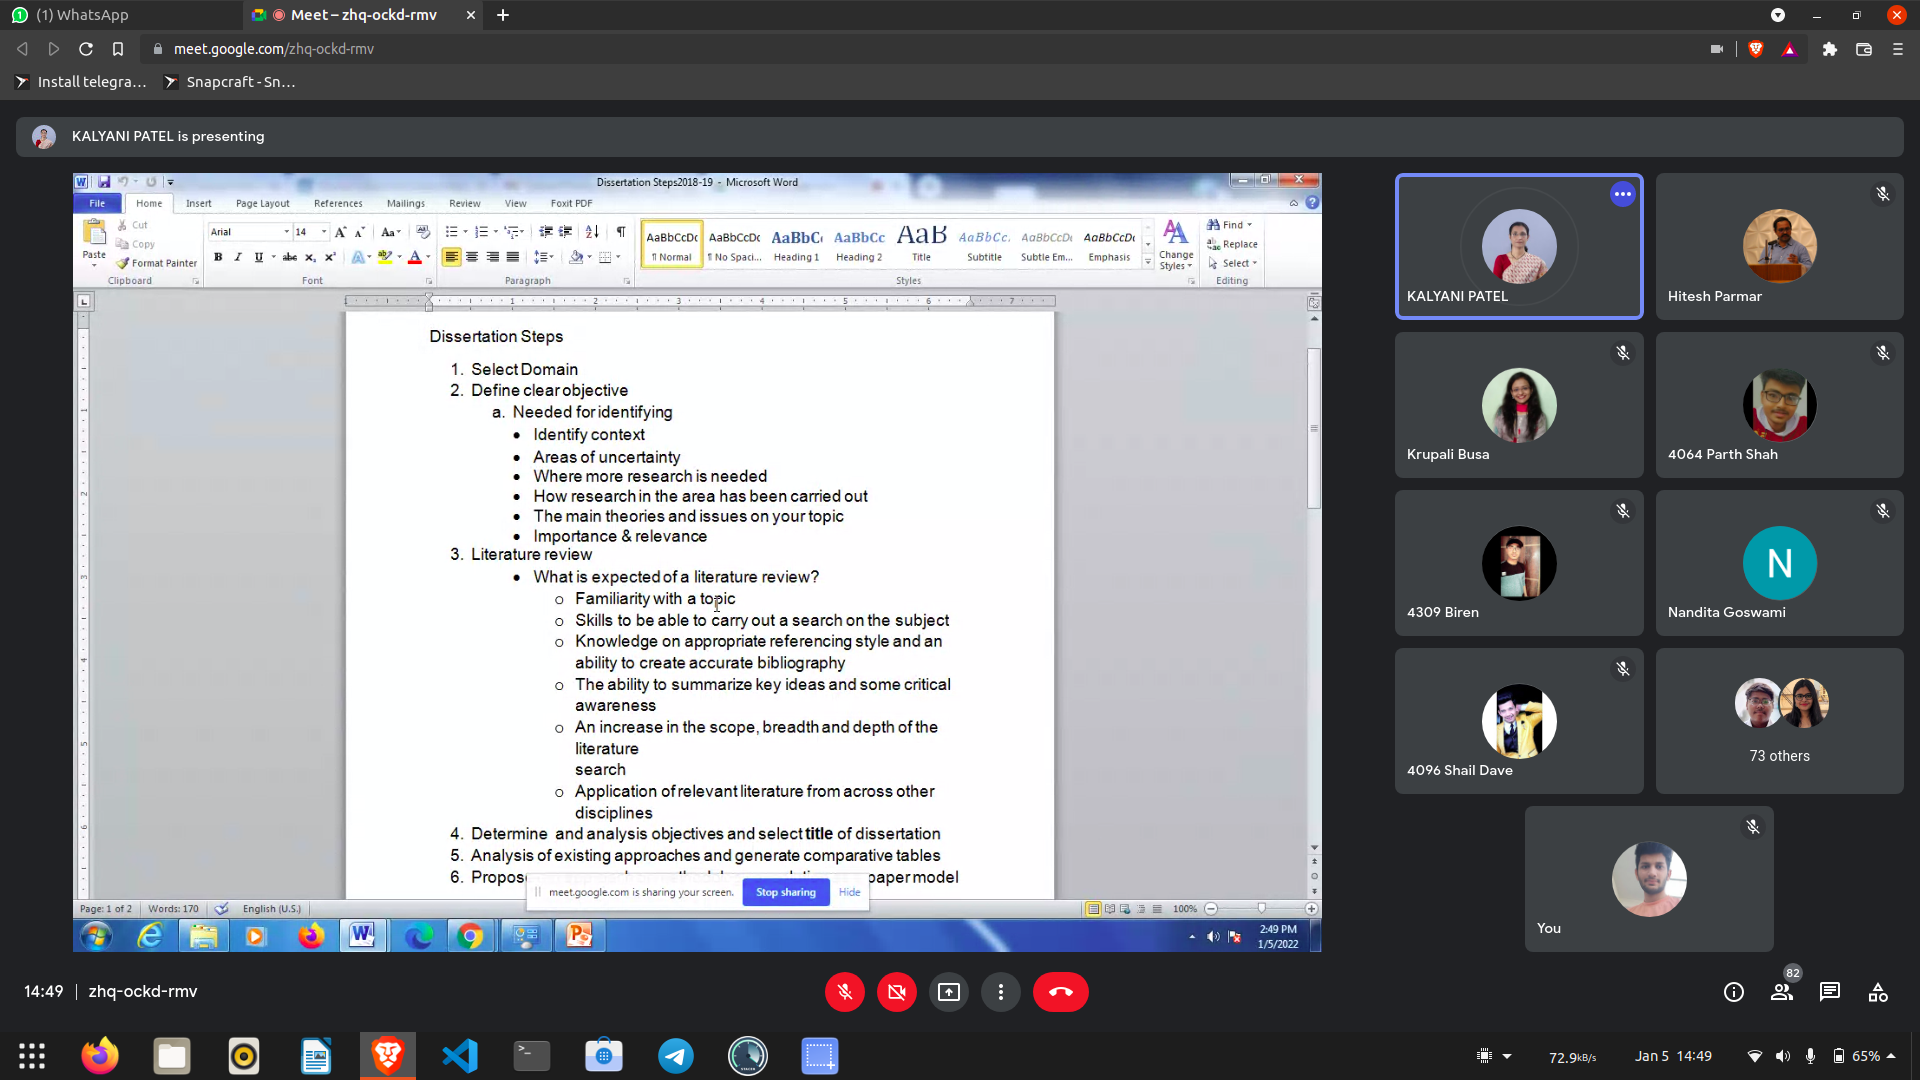 (1) WhatsApp
Meet – zhq-ockd-rmv
meet.google.com/zhq-ockd-rmv
Install telegra...
Snapcraft - Sn...
KALYANI PATEL is presenting
Dissertation Steps2018-19 - Microsoft Word
File Home Insert Page Layout References Mailings Review View Foxit PDF
Paste
Cut
Copy
Format Painter
Clipboard
Arial 14
Font
Paragraph
AaBbCcDc AaBbCcDc AaBbC AaBbCc AaB AaBbCc. AaBbCcDc AaBbCcDc
¶ Normal ¶ No Spaci... Heading 1 Heading 2 Title Subtitle Subtle Em... Emphasis
Change Styles
Styles
Find
Replace
Select
Editing
Dissertation Steps
1. Select Domain
2. Define clear objective
a. Needed for identifying
• Identify context
• Areas of uncertainty
• Where more research is needed
• How research in the area has been carried out
• The main theories and issues on your topic
• Importance & relevance
3. Literature review
• What is expected of a literature review?
o Familiarity with a topic
o Skills to be able to carry out a search on the subject
o Knowledge on appropriate referencing style and an
ability to create accurate bibliography
o The ability to summarize key ideas and some critical
awareness
o An increase in the scope, breadth and depth of the
literature
search
o Application of relevant literature from across other
disciplines
4. Determine and analysis objectives and select title of dissertation
5. Analysis of existing approaches and generate comparative tables
6. Propose paper model
meet.google.com is sharing your screen. Stop sharing Hide
Page: 1 of 2 Words: 170 English (U.S.) 100%
2:49 PM
1/5/2022
KALYANI PATEL
Hitesh Parmar
Krupali Busa
4064 Parth Shah
4309 Biren
N
Nandita Goswami
4096 Shail Dave
73 others
You
14:49 | zhq-ockd-rmv
82
72.9kB/s
Jan 5 14:49
65%